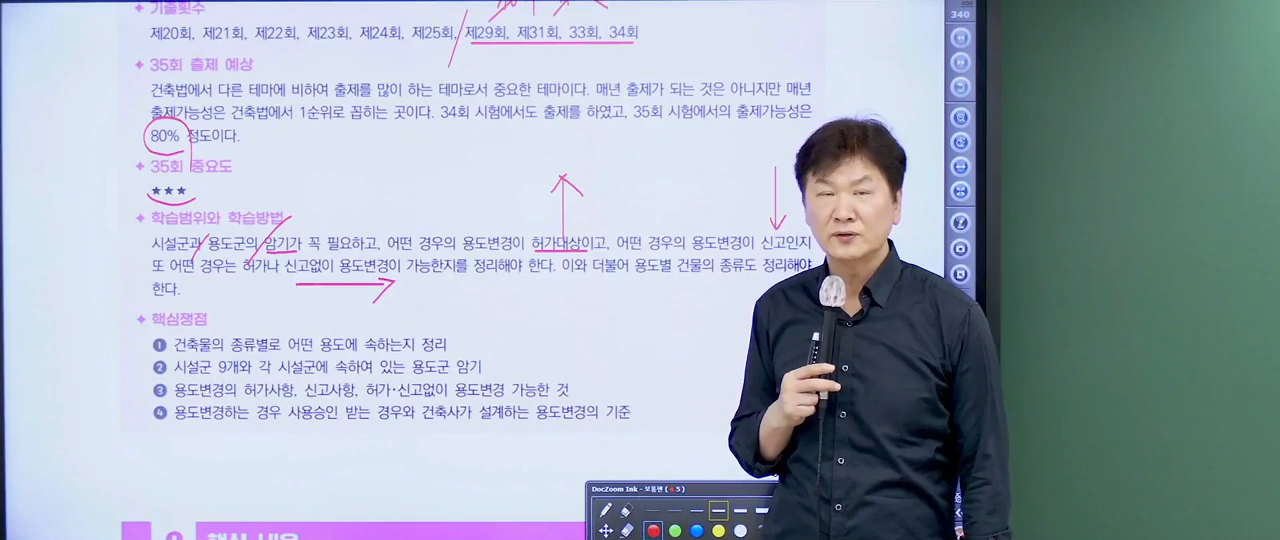 기출횟수
340
제20회, 제21회, 제22회, 제23회, 제24회, 제25회, 제29회, 제31회, 33회, 34회
35회 출제 예상
건축법에서 다른 테마에 비하여 출제를 많이 하는 테마로서 중요한 테마이다. 매년 출제가 되는 것은 아니지만 매년
출제가능성은 건축법에서 1순위로 꼽히는 곳이다. 34회 시험에서도 출제를 하였고, 35회 시험에서의 출제가능성은
80% 정도이다.
35회 중요도
★★★
학습범위와 학습방법
시설군과 용도군의 암기가 꼭 필요하고, 어떤 경우의 용도변경이 허가대상이고, 어떤 경우의 용도변경이 신고인지
또 어떤 경우는 허가나 신고없이 용도변경이 가능한지를 정리해야 한다. 이와 더불어 용도별 건물의 종류도 정리해야
한다.
핵심쟁점
❶ 건축물의 종류별로 어떤 용도에 속하는지 정리
❷ 시설군 9개와 각 시설군에 속하여 있는 용도군 암기
❸ 용도변경의 허가사항, 신고사항, 허가·신고없이 용도변경 가능한 것
❹ 용도변경하는 경우 사용승인 받는 경우와 건축사가 설계하는 용도변경의 기준
DocZoom Ink - 보통펜 (★5)
핵심 내용